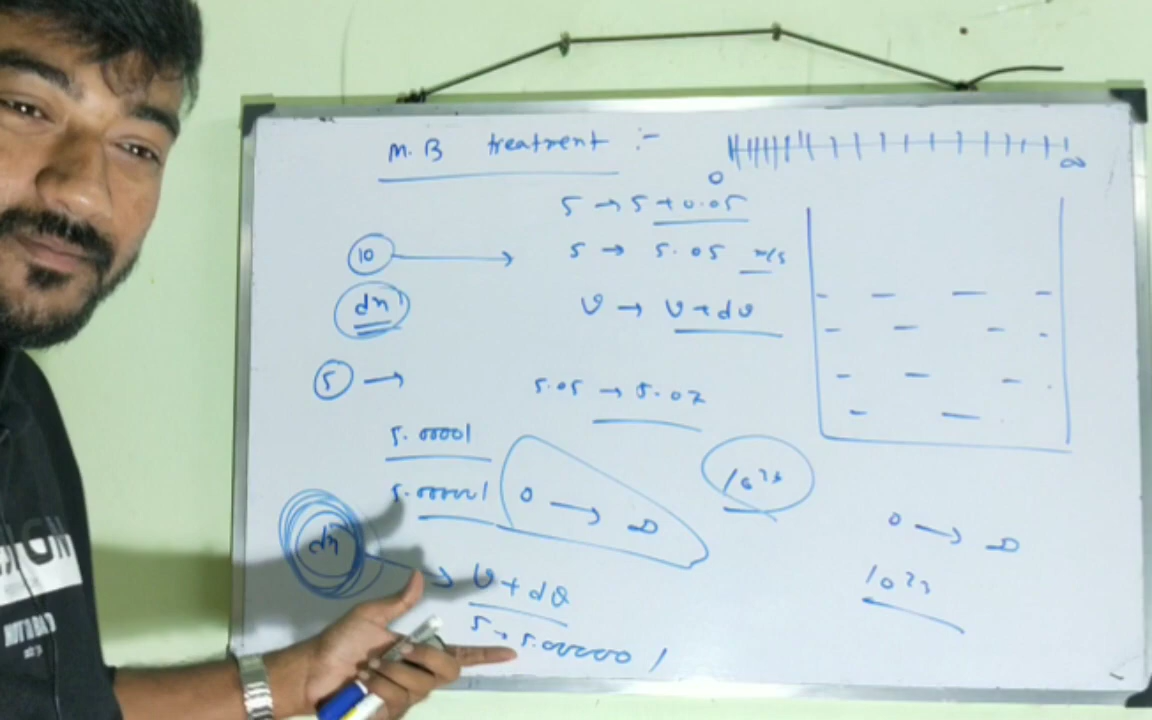 M.B treatment :-
0 ∞
5 → 5 + 0.05
10 → 5 → 5.05 m/s
dn v → v + dv
5 →
5.05 → 5.07
5.00001
5.000001 0 → ∞ 10²³
0 → ∞
dn → v + dv
10²³
5 → 5.000001